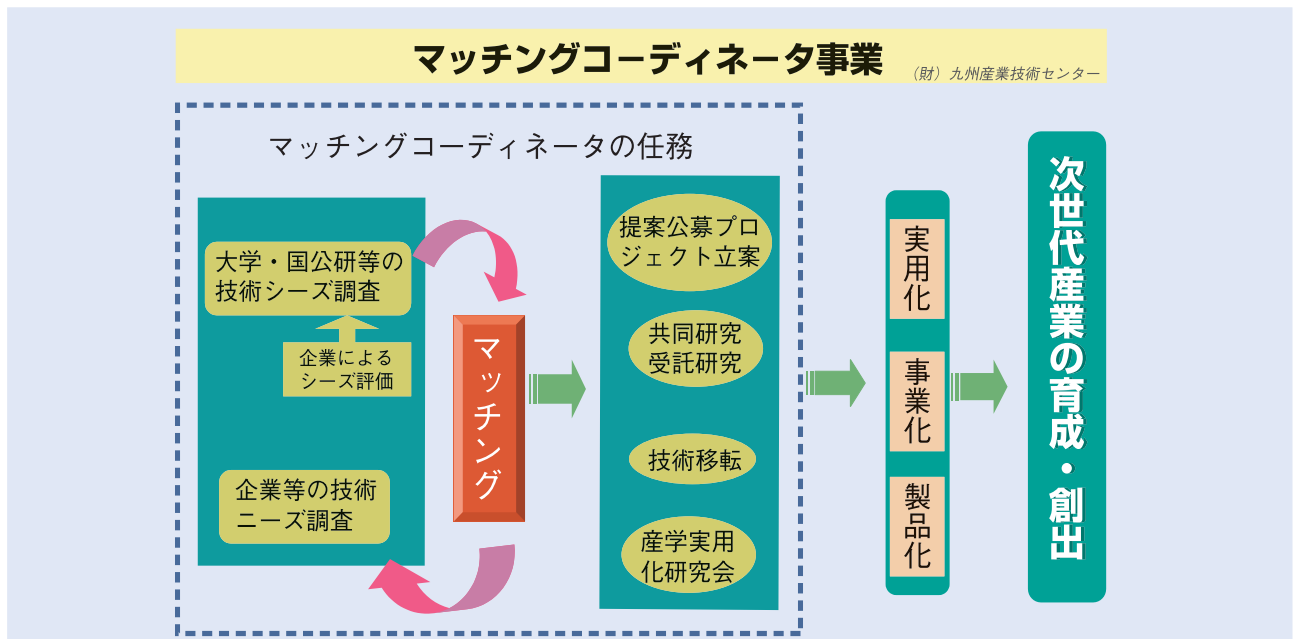 マッチングコーディネータ事業
（財）九州産業技術センター
マッチングコーディネータの任務
大学・国公研等の
技術シーズ調査
企業による
シーズ評価
企業等の技術
ニーズ調査
マッチング
提案公募プロ
ジェクト立案
共同研究
受託研究
技術移転
産学実用
化研究会
実用化
事業化
製品化
次世代産業の育成・創出